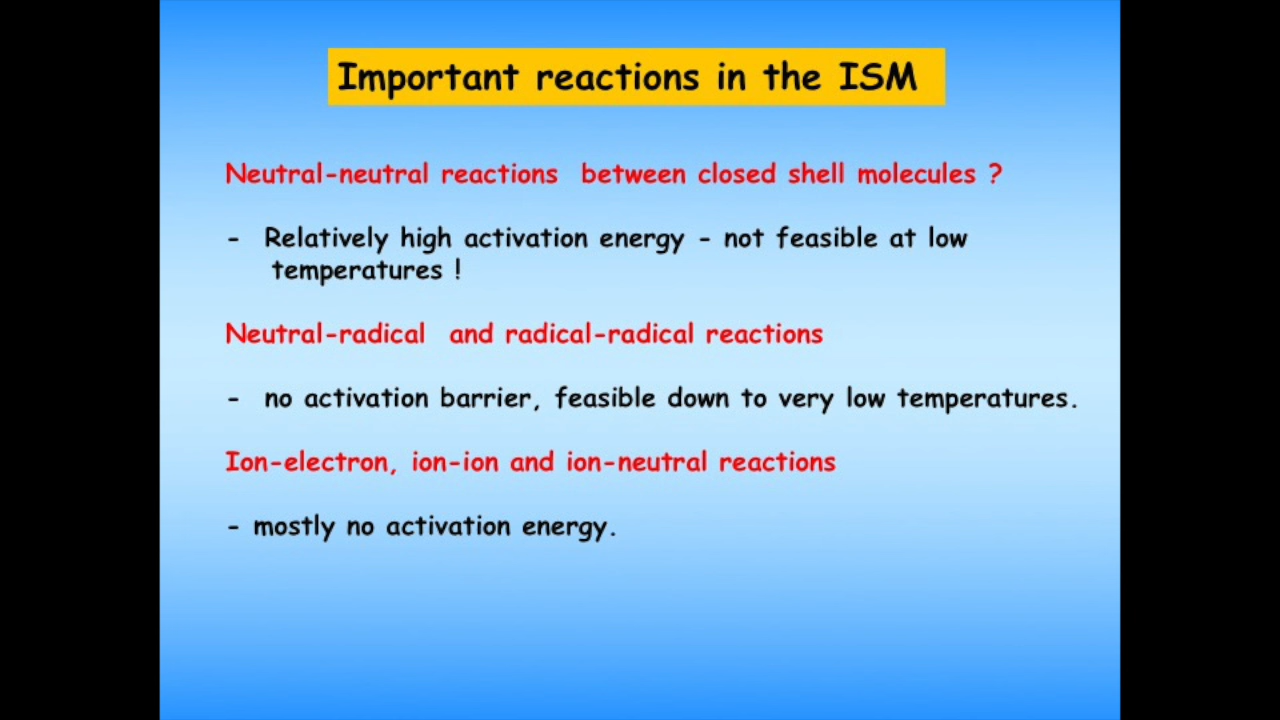 Important reactions in the ISM
Neutral-neutral reactions between closed shell molecules ?
- Relatively high activation energy - not feasible at low
temperatures !
Neutral-radical and radical-radical reactions
- no activation barrier, feasible down to very low temperatures.
Ion-electron, ion-ion and ion-neutral reactions
- mostly no activation energy.